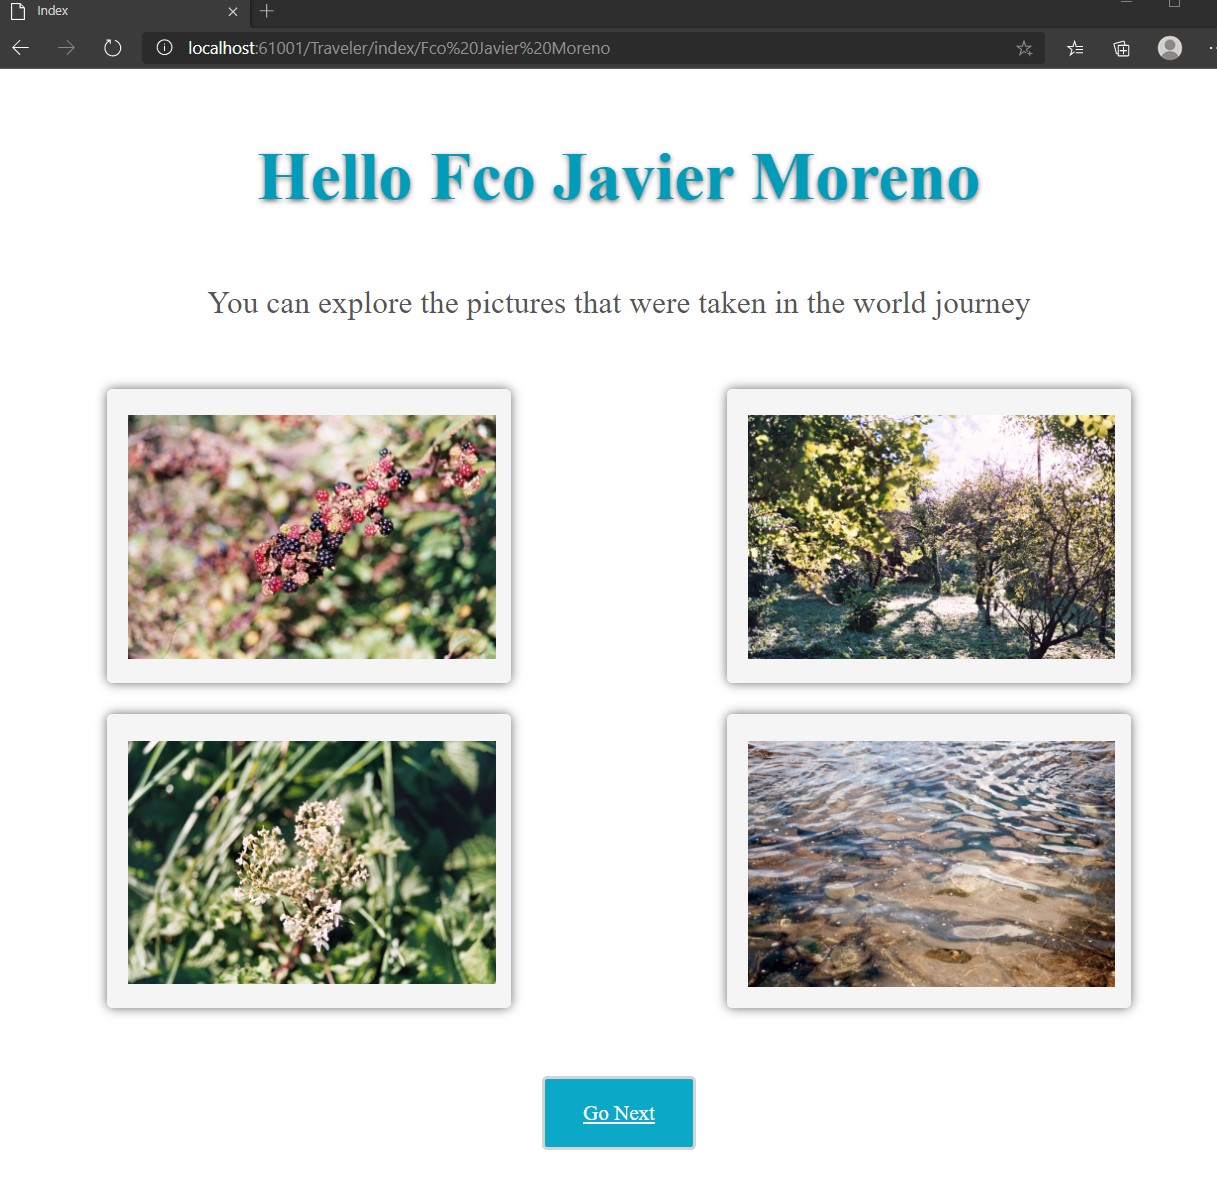 Index
localhost:61001/Traveler/index/Fco%20Javier%20Moreno
Hello Fco Javier Moreno
You can explore the pictures that were taken in the world journey
Go Next